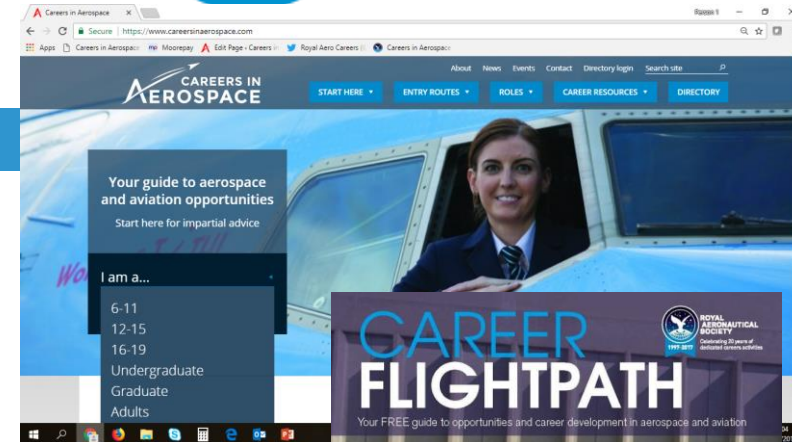 Careers in Aerospace
Secure | https://www.careersinaerospace.com
Apps Careers in Aerospace Moorepay Edit Page ‹ Careers in Royal Aero Careers Careers in Aerospace
About News Events Contact Directory login Search site
CAREERS IN
AEROSPACE
START HERE ENTRY ROUTES ROLES CAREER RESOURCES DIRECTORY
Your guide to aerospace
and aviation opportunities
Start here for impartial advice
I am a...
6-11
12-15
16-19
Undergraduate
Graduate
Adults
CAREER
FLIGHTPATH
Your FREE guide to opportunities and career development in aerospace and aviation
ROYAL
AERONAUTICAL
SOCIETY
1997-2017
Celebrating 20 years of
dedicated careers activities